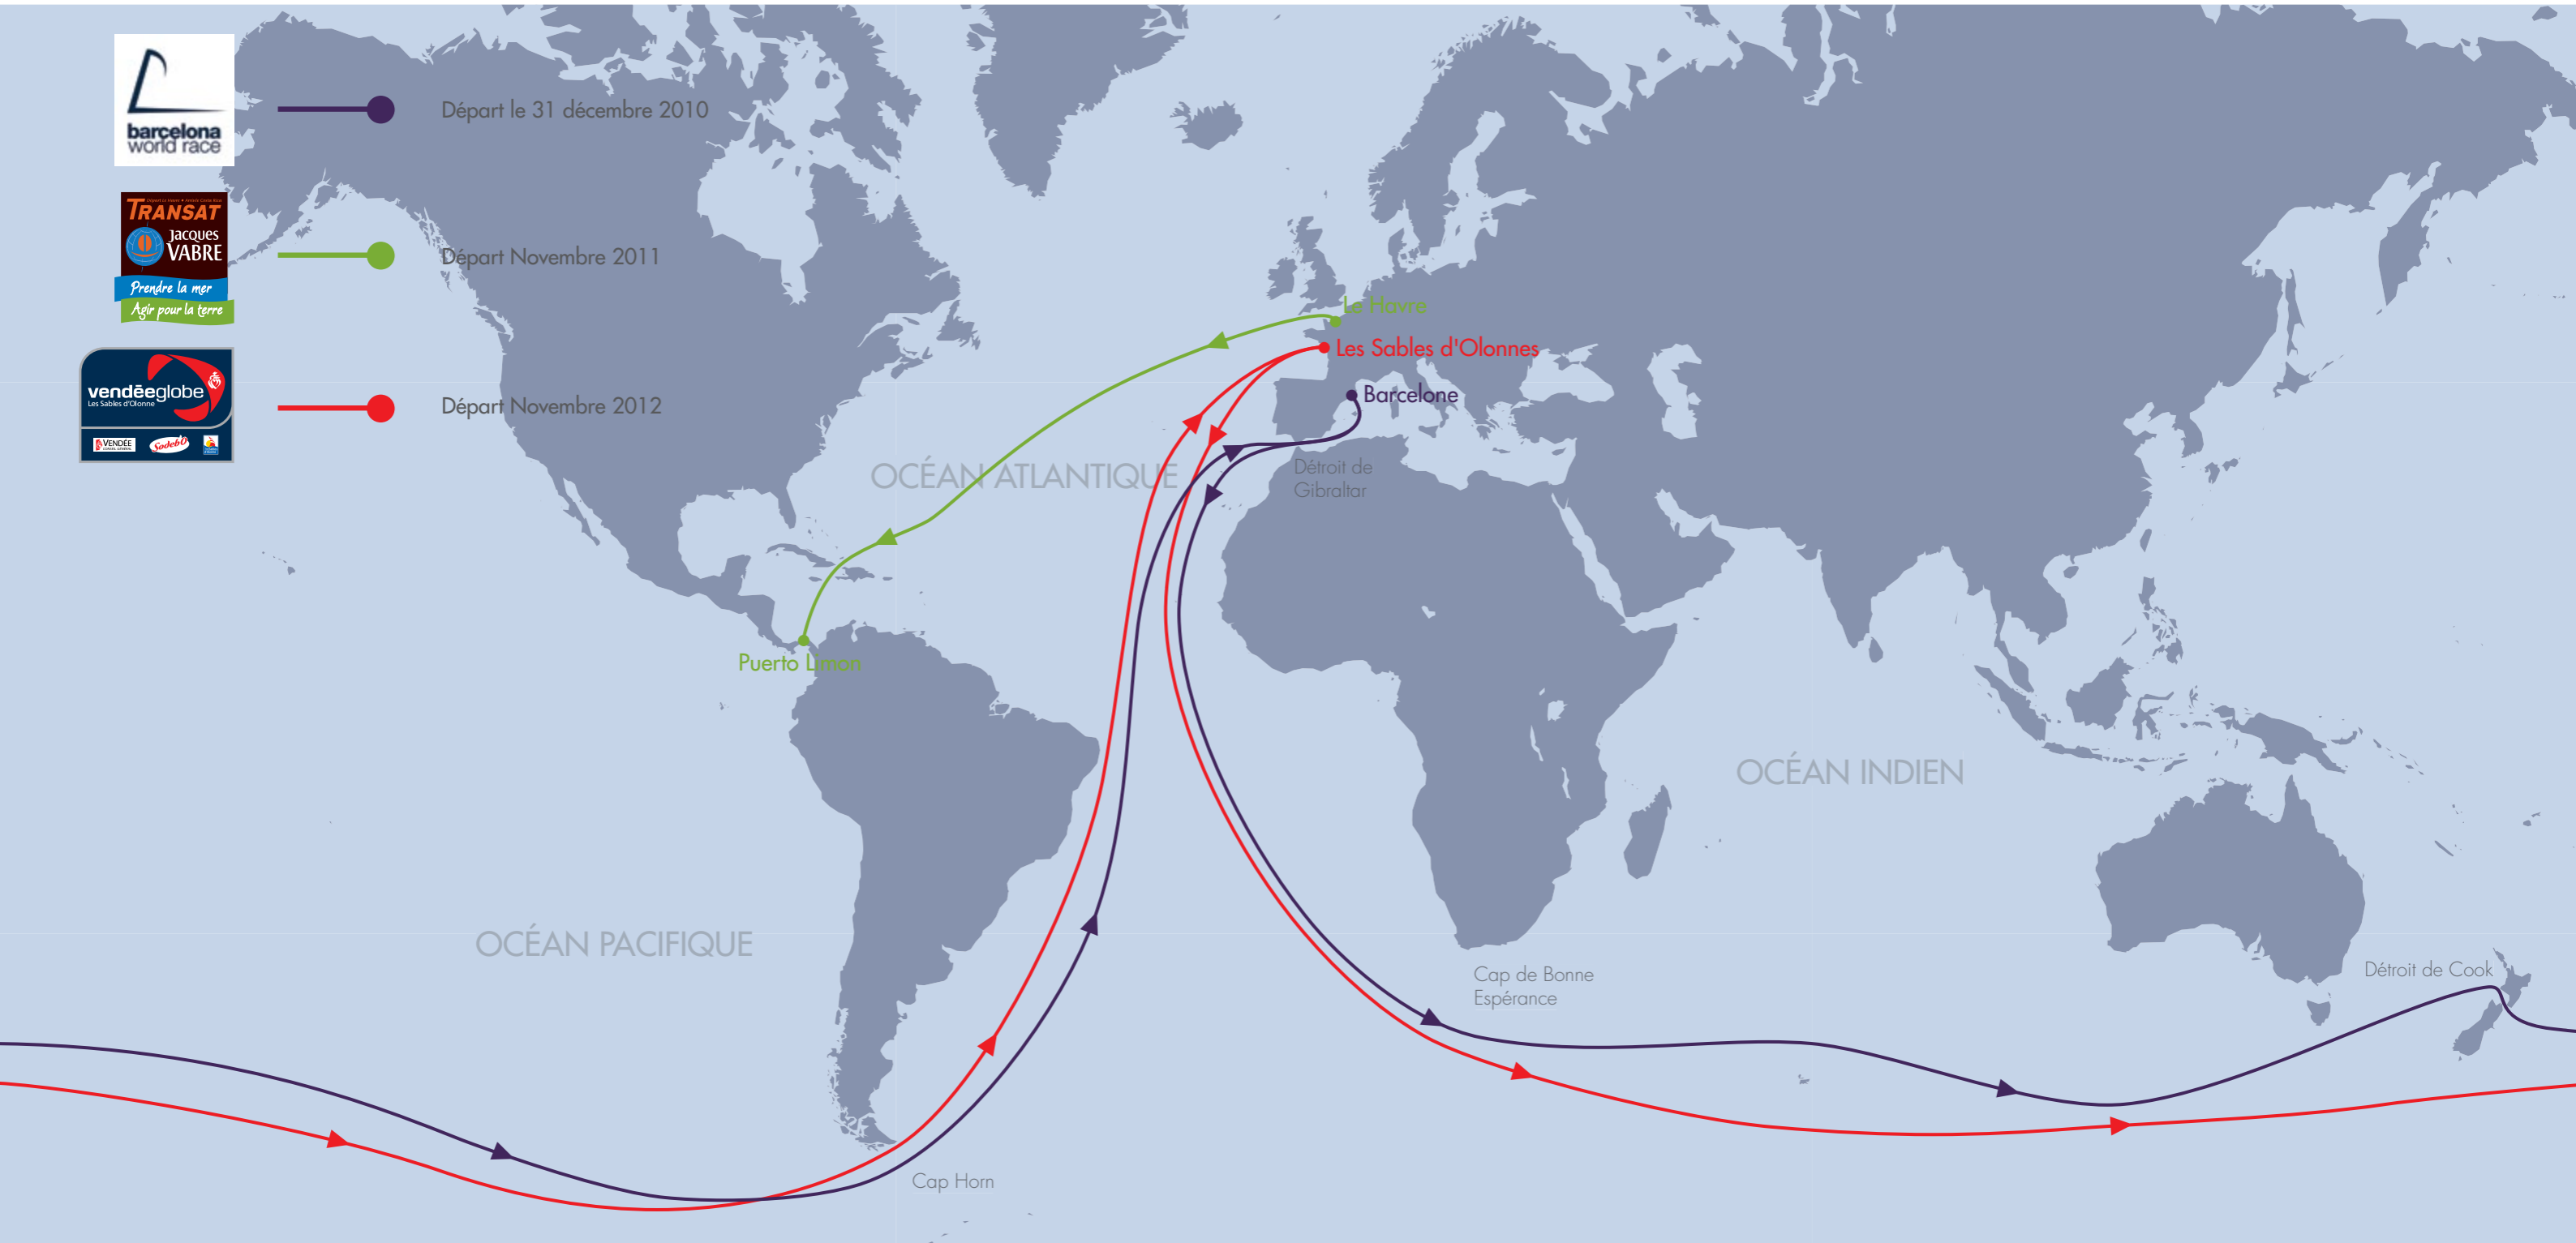 barcelona
world race
Départ le 31 décembre 2010
TRANSAT
Jacques
VABRE
Prendre la mer
Agir pour la terre
Départ Novembre 2011
vendéeglobe
Les Sables d'Olonne
VENDÉE
Sodebo
Départ Novembre 2012
Le Havre
Les Sables d'Olonnes
Barcelone
OCÉAN ATLANTIQUE
Détroit de
Gibraltar
Puerto Limon
OCÉAN INDIEN
OCÉAN PACIFIQUE
Cap de Bonne
Espérance
Détroit de Cook
Cap Horn